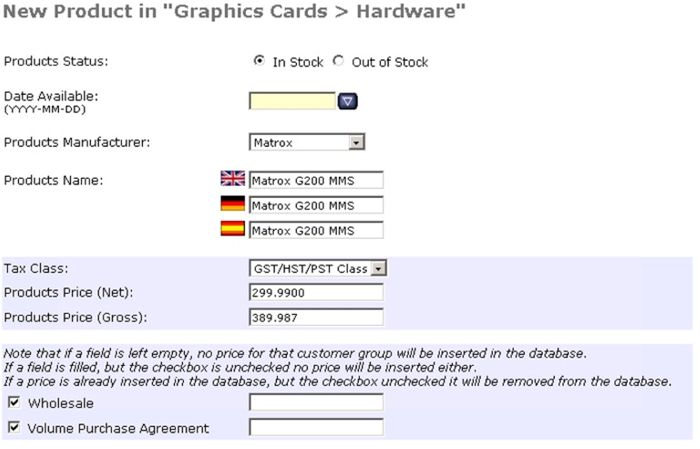 New Product in "Graphics Cards > Hardware"
Products Status: In Stock Out of Stock
Date Available:
(YYYY-MM-DD)
Products Manufacturer: Matrox
Products Name: Matrox G200 MMS
Matrox G200 MMS
Matrox G200 MMS
Tax Class: GST/HST/PST Class
Products Price (Net): 299.9900
Products Price (Gross): 389.987
Note that if a field is left empty, no price for that customer group will be inserted in the database.
If a field is filled, but the checkbox is unchecked no price will be inserted either.
If a price is already inserted in the database, but the checkbox unchecked it will be removed from the database.
Wholesale
Volume Purchase Agreement